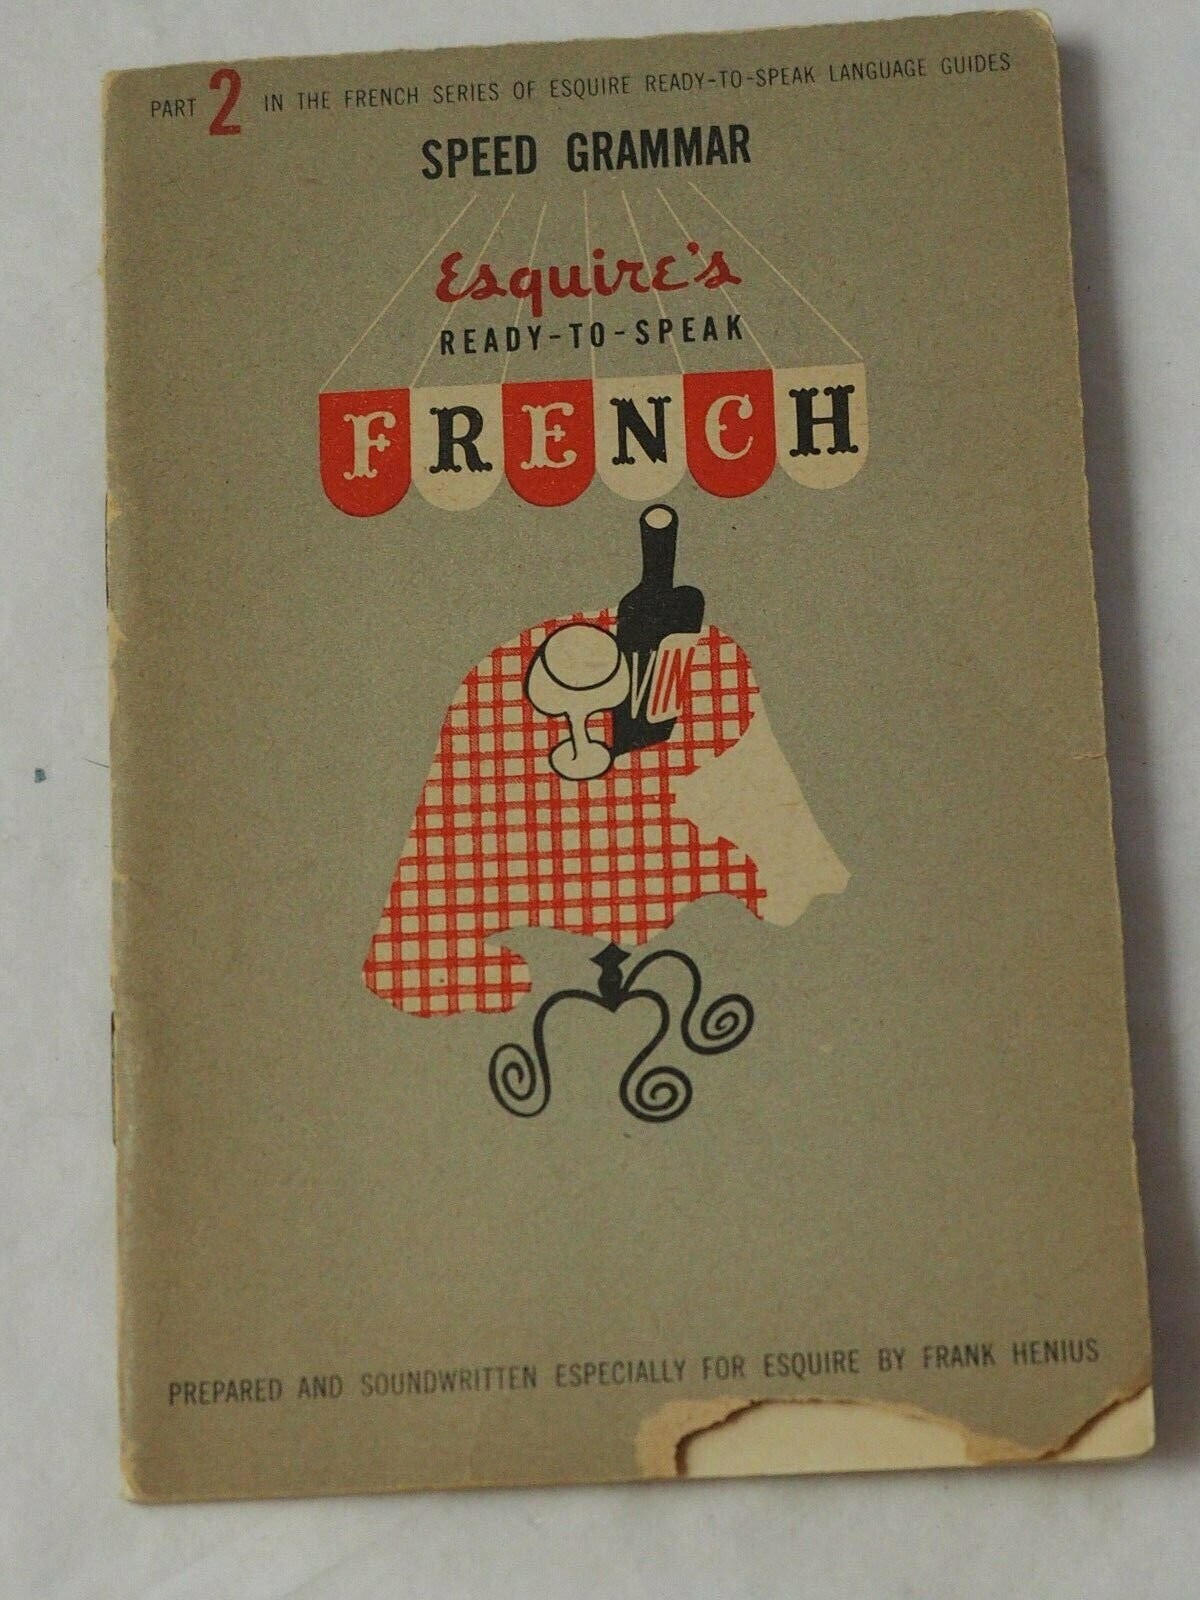 PART 2 IN THE FRENCH SERIES OF ESQUIRE READY-TO-SPEAK LANGUAGE GUIDES
SPEED GRAMMAR
Esquire's
READY-TO-SPEAK
FRENCH
VIN
PREPARED AND SOUNDWRITTEN ESPECIALLY FOR ESQUIRE BY FRANK HENIUS